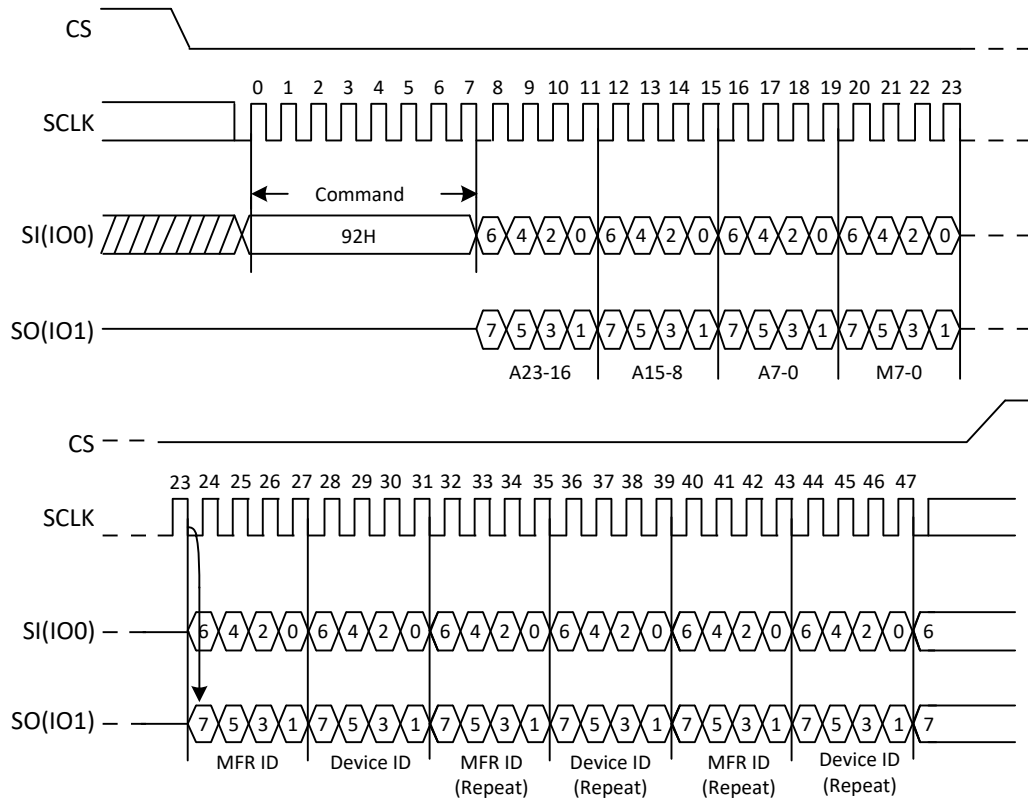 CS
0 1 2 3 4 5 6 7 8 9 10 11 12 13 14 15 16 17 18 19 20 21 22 23
SCLK
Command
SI(IO0) 92H 6 4 2 0 6 4 2 0 6 4 2 0 6 4 2 0
SO(IO1) 7 5 3 1 7 5 3 1 7 5 3 1 7 5 3 1
A23-16 A15-8 A7-0 M7-0
CS
23 24 25 26 27 28 29 30 31 32 33 34 35 36 37 38 39 40 41 42 43 44 45 46 47
SCLK
SI(IO0) 6 4 2 0 6 4 2 0 6 4 2 0 6 4 2 0 6 4 2 0 6 4 2 0 6
SO(IO1) 7 5 3 1 7 5 3 1 7 5 3 1 7 5 3 1 7 5 3 1 7 5 3 1 7
MFR ID Device ID MFR ID Device ID MFR ID Device ID
(Repeat) (Repeat) (Repeat) (Repeat)